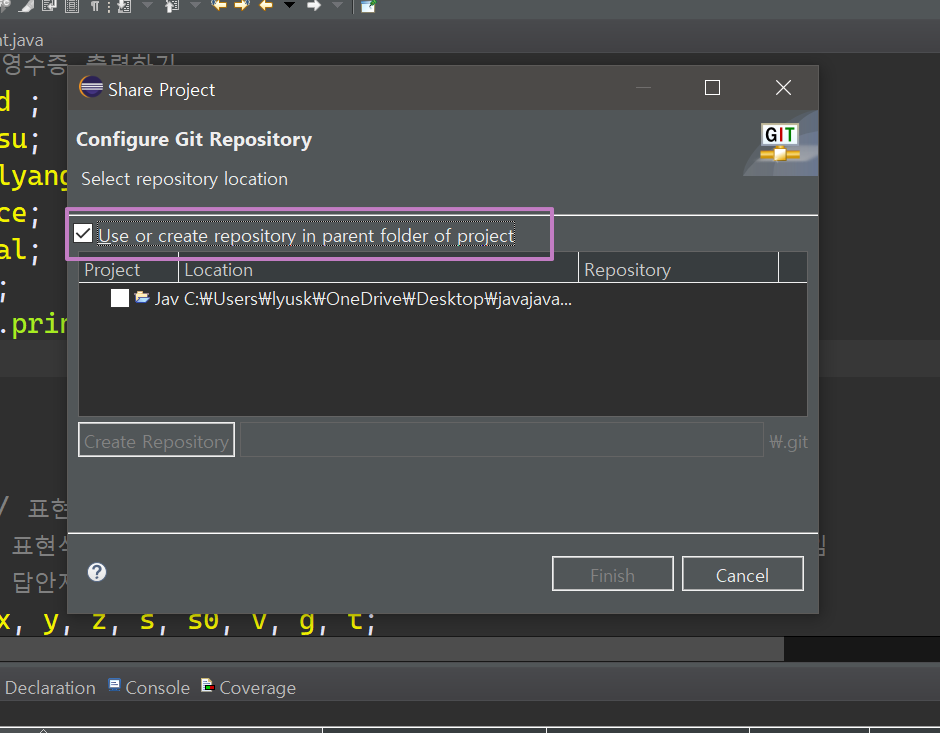 nt.java
영수증 출력하기
d ;
su;
lyang
ce;
al;
;
.prin
Share Project
Configure Git Repository
GIT
Select repository location
Use or create repository in parent folder of project
Project Location Repository
Jav C:₩Users₩lyusk₩OneDrive₩Desktop₩javajava...
Create Repository ₩.git
/ 표현
표현식
답안지
Finish Cancel
x, y, z, s, s0, v, g, t;
Declaration Console Coverage